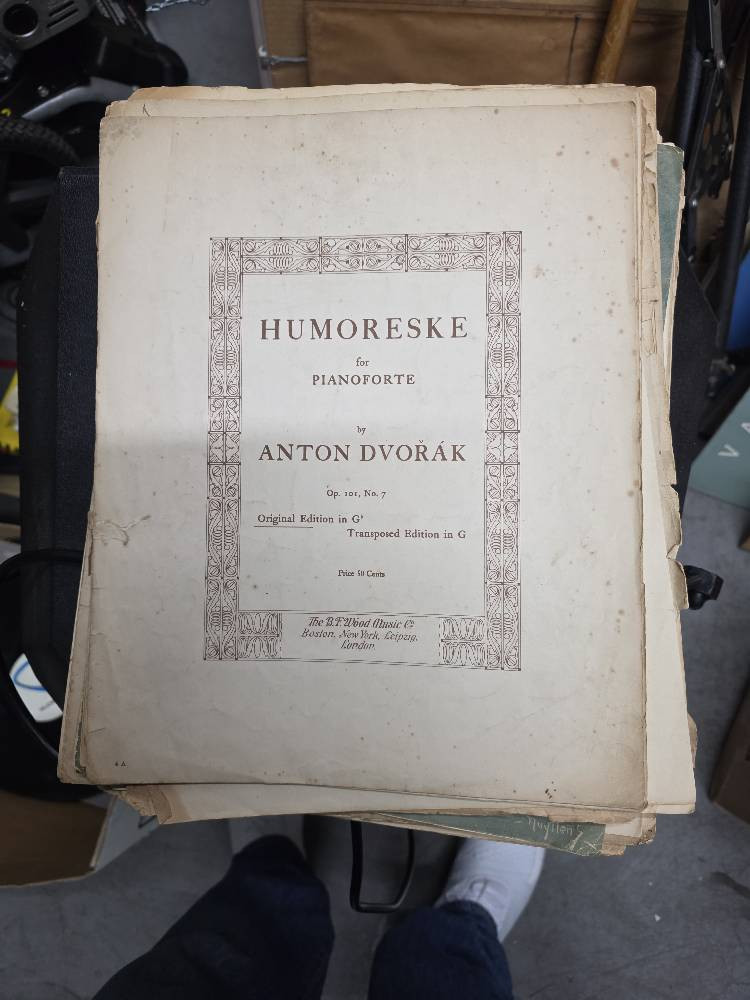 HUMORESKE
for
PIANOFORTE
by
ANTON DVOŘÁK
Op. 101, No. 7
Original Edition in G♭
Transposed Edition in G
Price 50 Cents
The B.F. Wood Music Co.
Boston, New York, Leipzig,
London.
4 A
V A